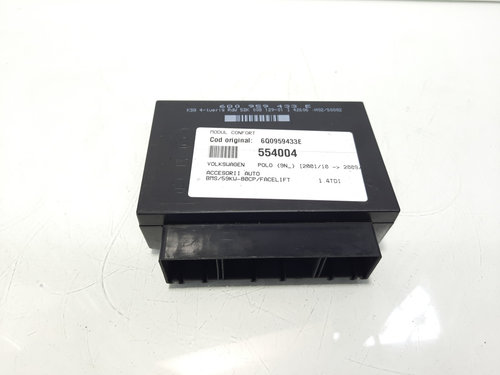 6Q0 959 433 E
MODUL CONFORT
Cod original: 6Q0959433E
554004
VOLKSWAGEN POLO (9N_) [2001/10 -> 2009/
ACCESORII AUTO
BMS/59KW-80CP/FACELIFT 1.4TDI